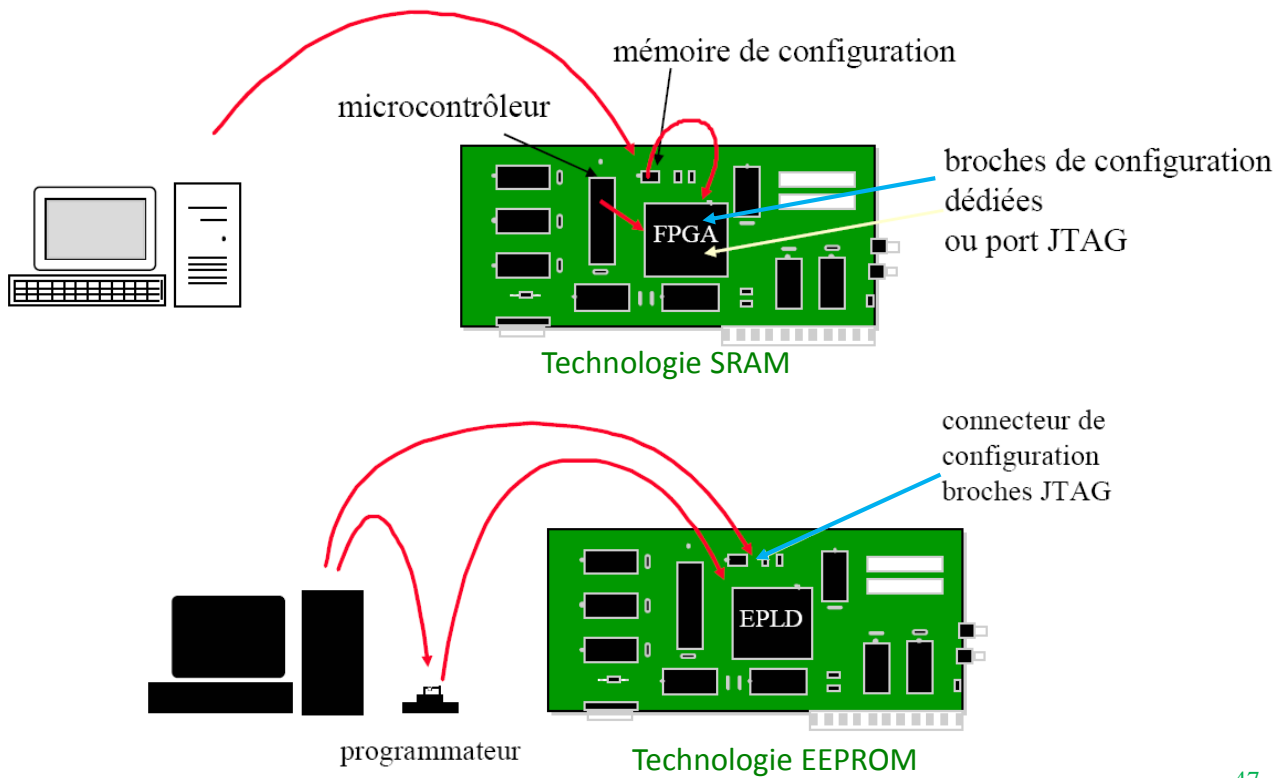 mémoire de configuration
microcontrôleur
broches de configuration
dédiées
ou port JTAG
FPGA
Technologie SRAM
connecteur de
configuration
broches JTAG
EPLD
programmateur
Technologie EEPROM
47